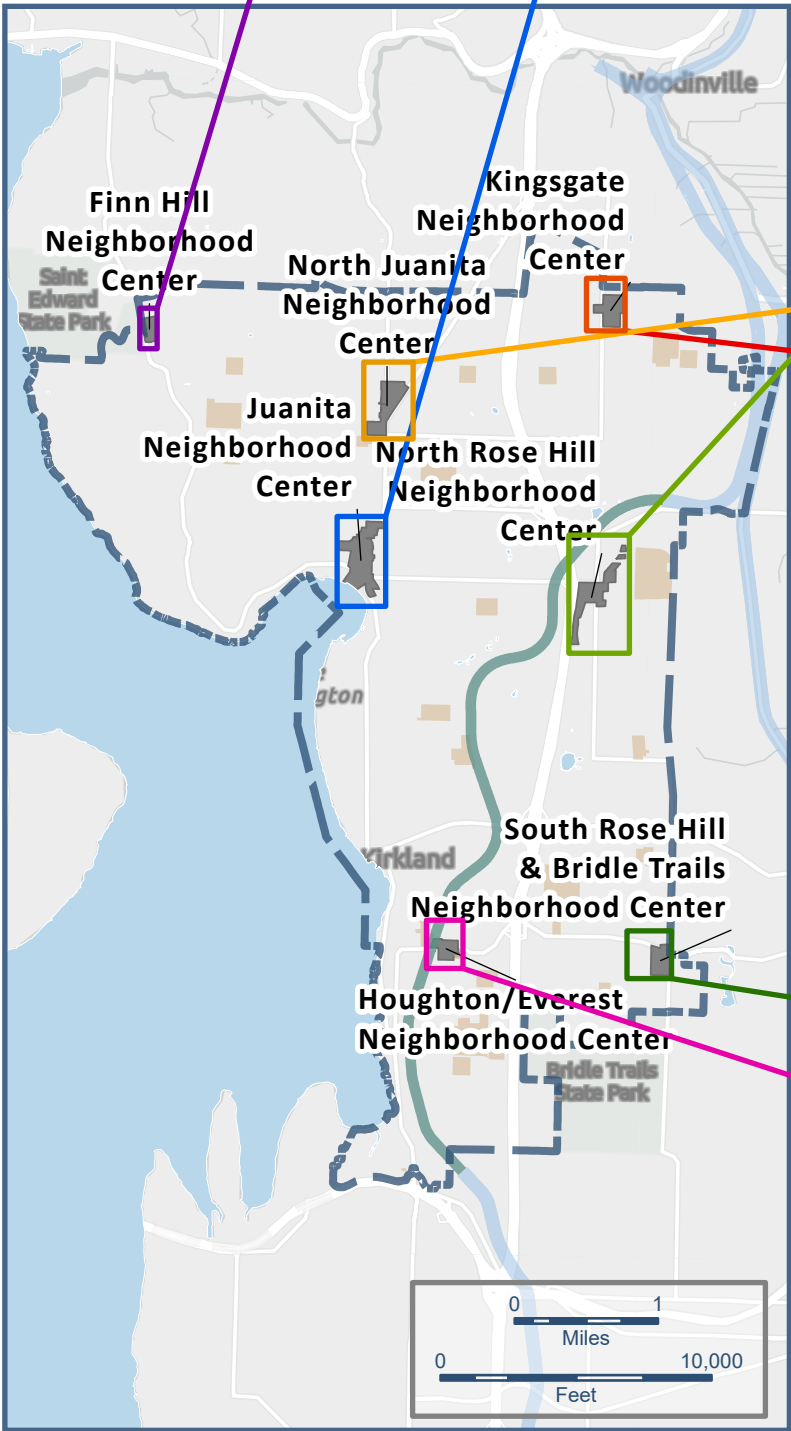 Woodinville
Kingsgate
Neighborhood
Center
Finn Hill
Neighborhood
Center
Saint
Edward
State Park
North Juanita
Neighborhood
Center
Juanita
Neighborhood
Center
North Rose Hill
Neighborhood
Center
Kirkland
South Rose Hill
& Bridle Trails
Neighborhood Center
Houghton/Everest
Neighborhood Center
Bridle Trails
State Park
0 1
Miles
0 10,000
Feet